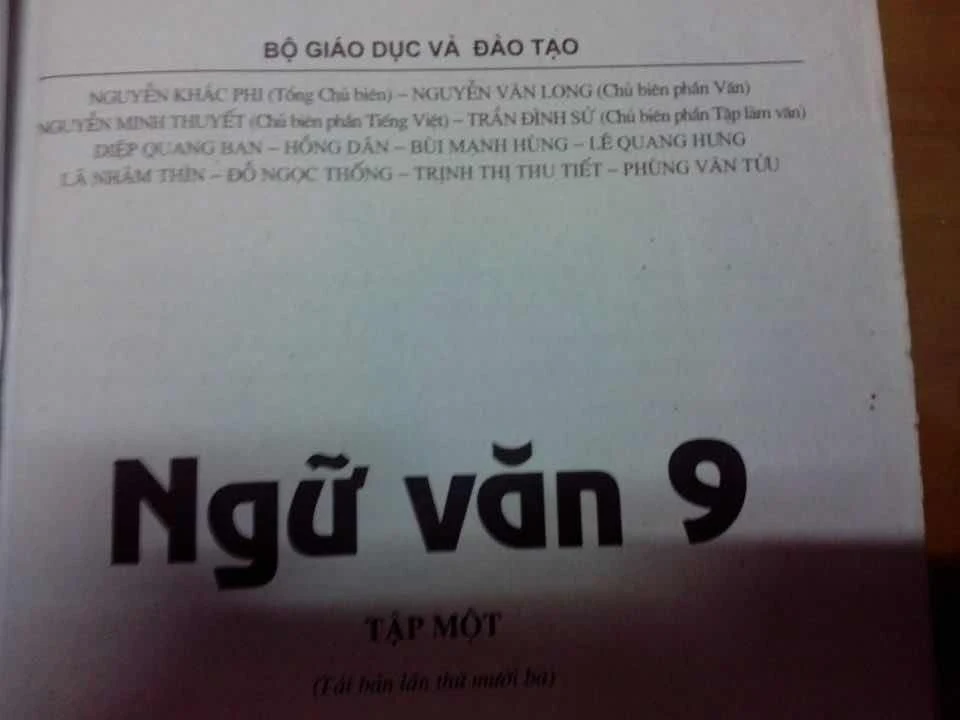 BỘ GIÁO DỤC VÀ ĐÀO TẠO
NGUYỄN KHẮC PHI (Tổng Chủ biên) – NGUYỄN VĂN LONG (Chủ biên phần Văn)
NGUYỄN MINH THUYẾT (Chủ biên phần Tiếng Việt) – TRẦN ĐÌNH SỬ (Chủ biên phần Tập làm văn)
DIỆP QUANG BAN – HỒNG DÂN – BÙI MẠNH HÙNG – LÊ QUANG HƯNG
LÃ NHÂM THÌN – ĐỖ NGỌC THỐNG – TRỊNH THỊ THU TIẾT – PHÙNG VĂN TỬU
Ngữ văn 9
TẬP MỘT
(Tái bản lần thứ mười ba)